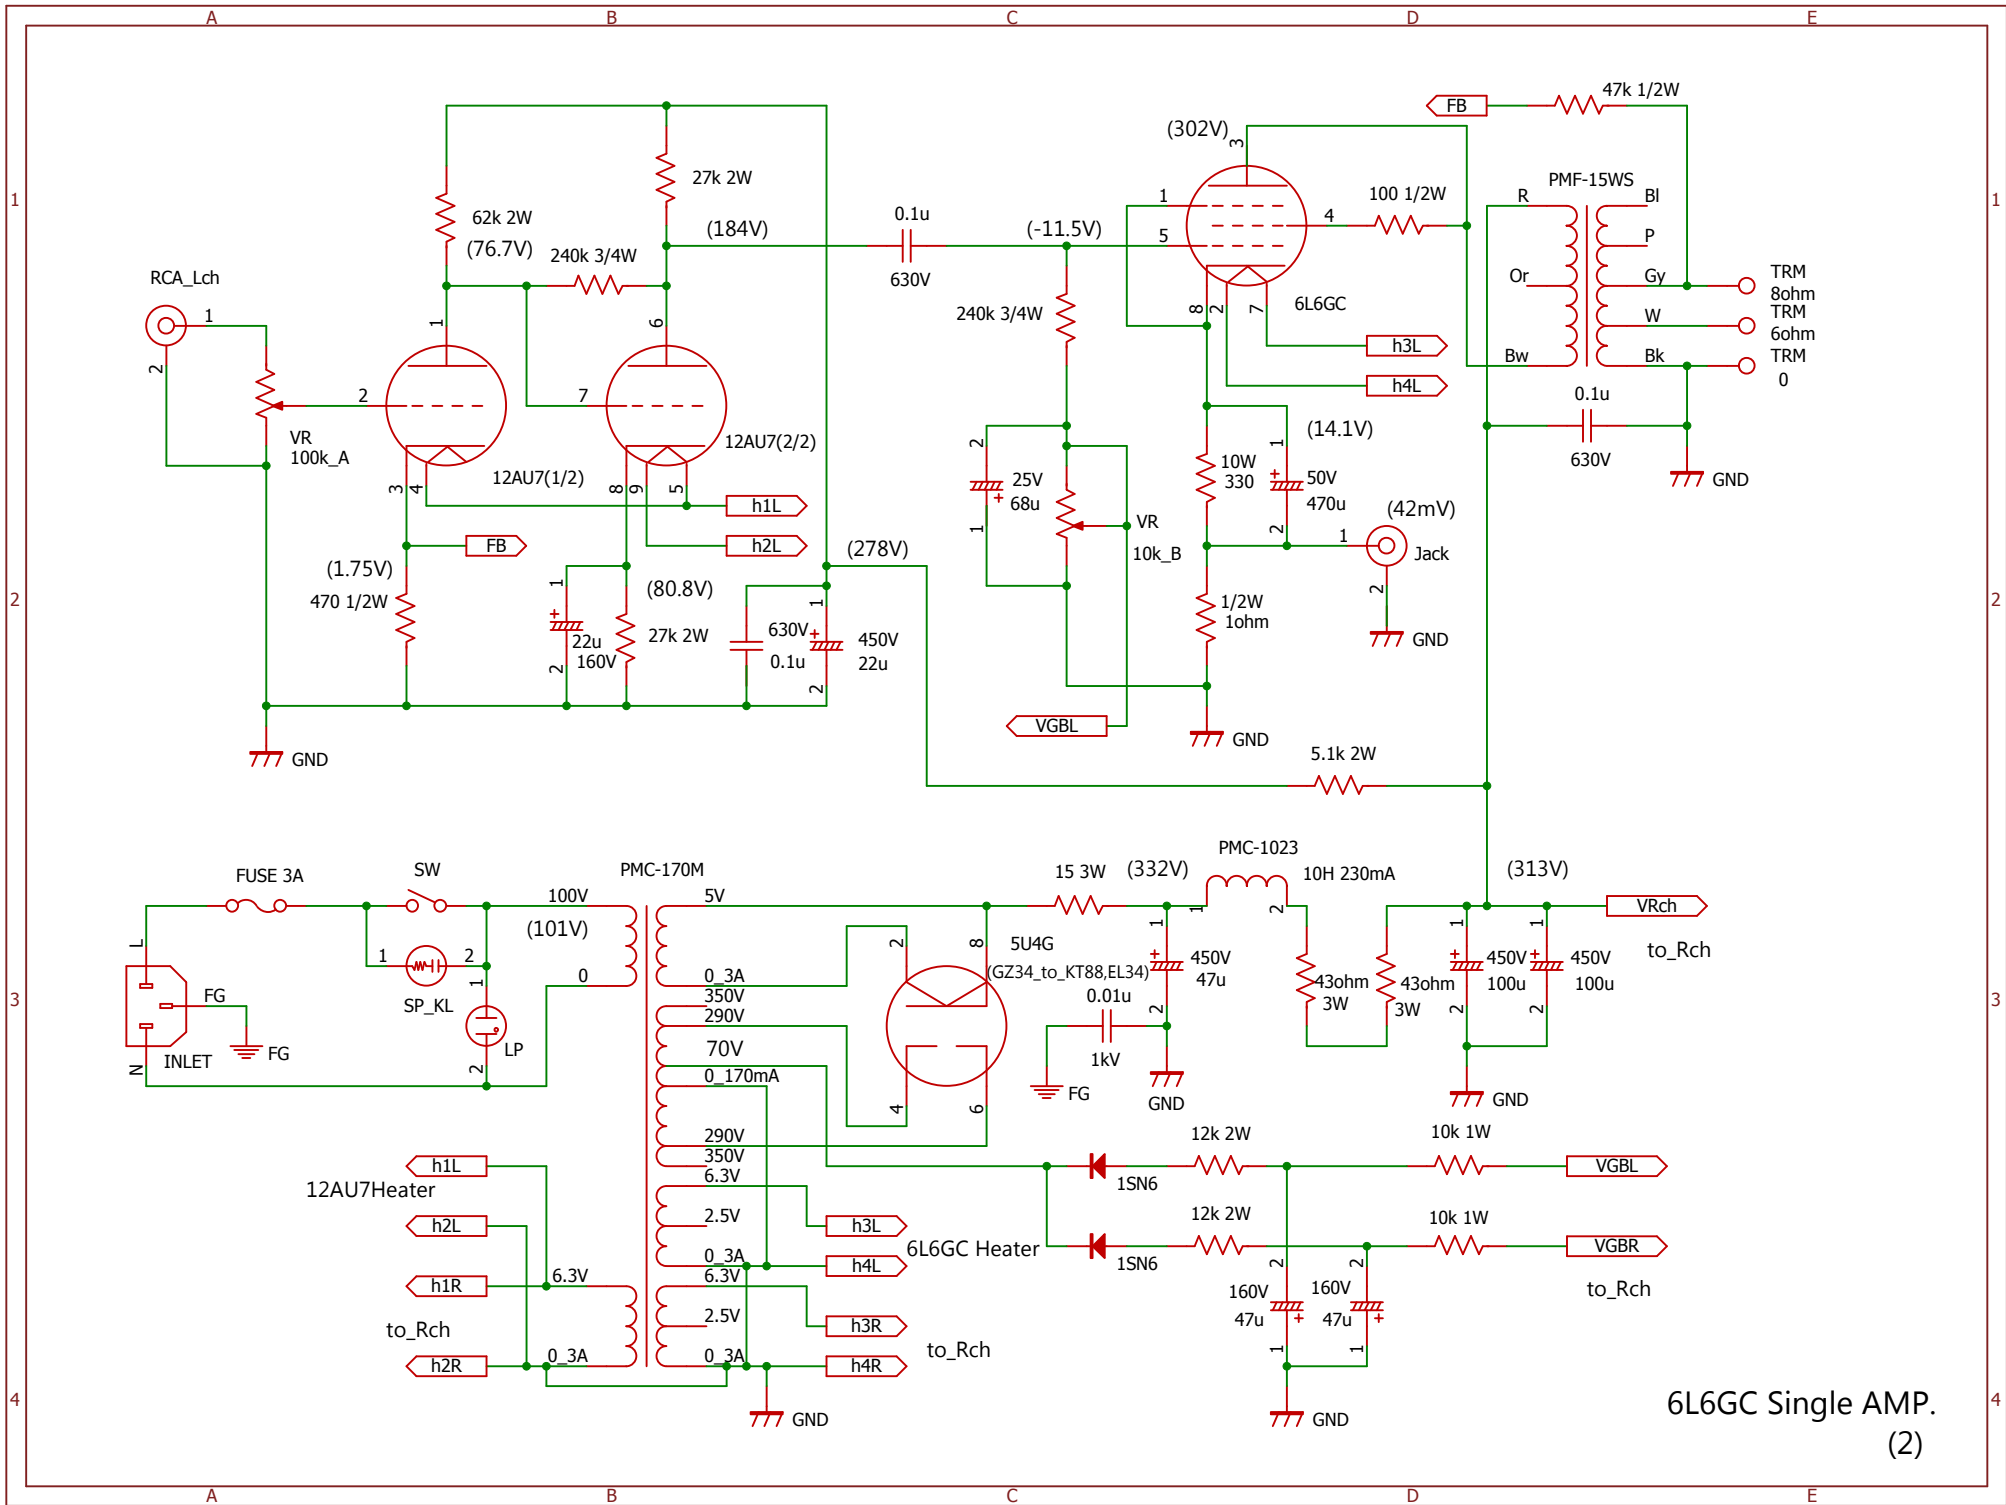 A B C D E
1
1
2
2
3
3
4
4
RCA_Lch
1
2
VR
100k_A
62k 2W
(76.7V)
27k 2W
(184V)
240k 3/4W
1
2
3
4
12AU7(1/2)
6
7
8
9
5
12AU7(2/2)
h1L
h2L
FB
(1.75V)
470 1/2W
1
2
22u
160V
(80.8V)
27k 2W
630V
0.1u
(278V)
1
2
450V
22u
GND
0.1u
630V
(-11.5V)
240k 3/4W
2
1
25V
68u
VR
10k_B
VGBL
(302V)
3
1
5
4
8
2
7
6L6GC
100 1/2W
h3L
h4L
(14.1V)
10W
330
1
2
50V
470u
(42mV)
1
2
Jack
GND
1/2W
1ohm
GND
FB
47k 1/2W
PMF-15WS
R
Or
Bw
Bl
P
Gy
W
Bk
TRM
8ohm
TRM
6ohm
TRM
0
0.1u
630V
GND
5.1k 2W
FUSE 3A
SW
1
2
SP_KL
L
N
FG
INLET
FG
1
2
LP
100V
(101V)
0
PMC-170M
5V
0_3A
350V
290V
70V
0_170mA
290V
350V
6.3V
2.5V
0_3A
6.3V
2.5V
0_3A
2
8
4
6
5U4G
(GZ34_to_KT88,EL34)
15 3W
(332V)
1
2
450V
47u
0.01u
1kV
FG
GND
PMC-1023
10H 230mA
1
2
43ohm
3W
43ohm
3W
(313V)
1
2
450V
100u
1
2
450V
100u
GND
VRch
to_Rch
h1L
12AU7Heater
h2L
h1R
to_Rch
h2R
6.3V
0_3A
h3L
6L6GC Heater
h4L
h3R
to_Rch
h4R
GND
1SN6
12k 2W
10k 1W
VGBL
1SN6
12k 2W
10k 1W
VGBR
to_Rch
2
1
160V
47u
2
1
160V
47u
GND
6L6GC Single AMP.
(2)
A B C D E